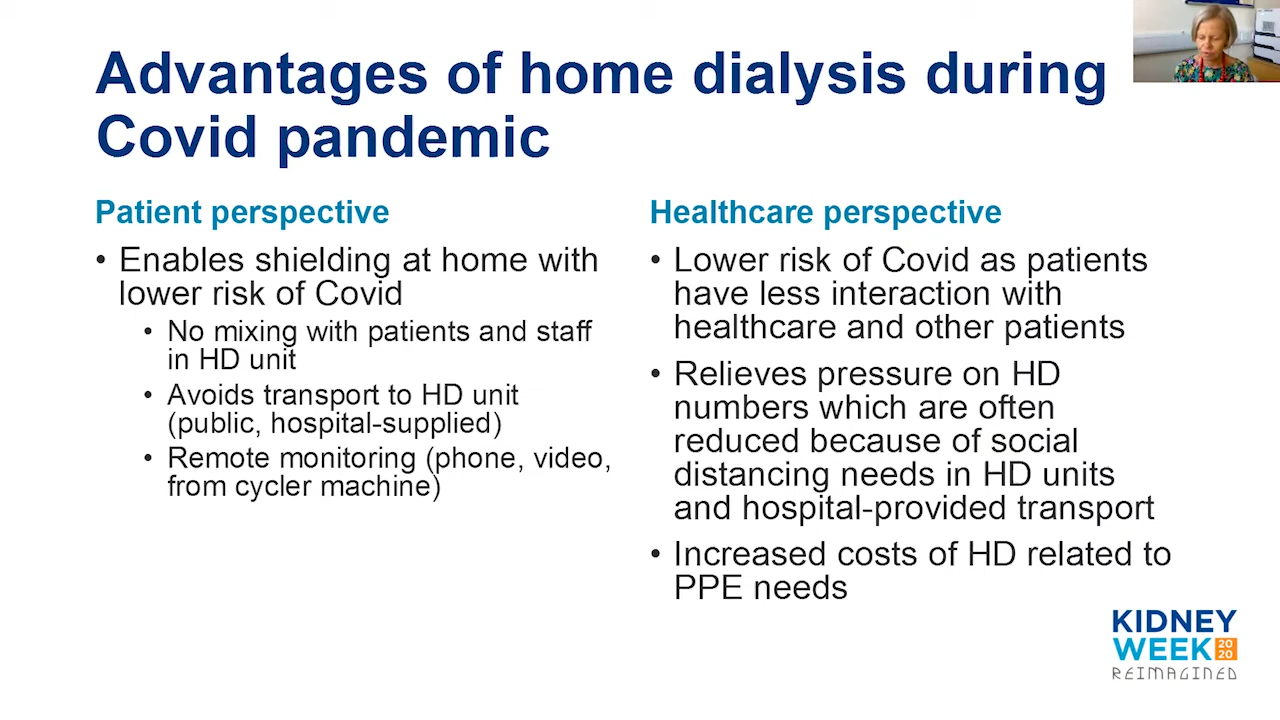 Advantages of home dialysis during
Covid pandemic
Patient perspective
• Enables shielding at home with
lower risk of Covid
• No mixing with patients and staff
in HD unit
• Avoids transport to HD unit
(public, hospital-supplied)
• Remote monitoring (phone, video,
from cycler machine)
Healthcare perspective
• Lower risk of Covid as patients
have less interaction with
healthcare and other patients
• Relieves pressure on HD
numbers which are often
reduced because of social
distancing needs in HD units
and hospital-provided transport
• Increased costs of HD related to
PPE needs
KIDNEY
WEEK 20
20
REIMAGINED